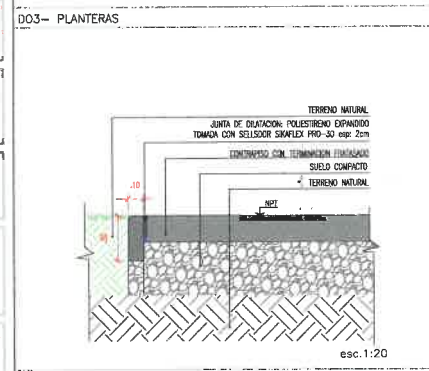 D03- PLANTERAS
TERRENO NATURAL
JUNTA DE DILATACION: POLIESTIRENO EXPANDIDO
TOMADA CON SELLSDOR SIKAFLEX PRO-30 esp: 2cm
CONTRAPISO CON TERMINACION FRATASADO
SUELO COMPACTO
TERRENO NATURAL
.10
NPT
esc.1:20